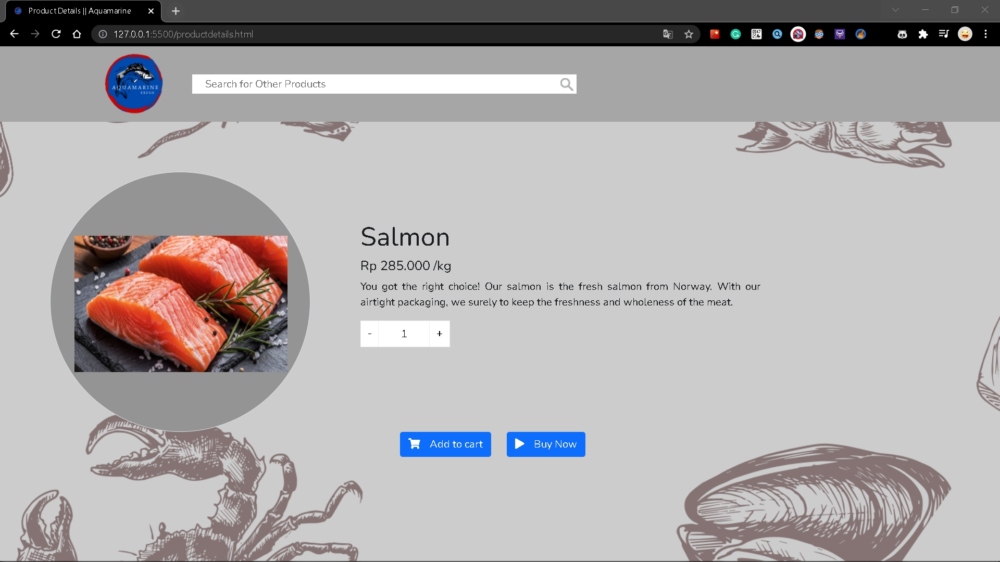 Product Details || Aquamarine
127.0.0.1:5500/productdetails.html
AQUAMARINE
FRESH
Search for Other Products
Salmon
Rp 285.000 /kg
You got the right choice! Our salmon is the fresh salmon from Norway. With our
airtight packaging, we surely to keep the freshness and wholeness of the meat.
- 1 +
Add to cart
Buy Now